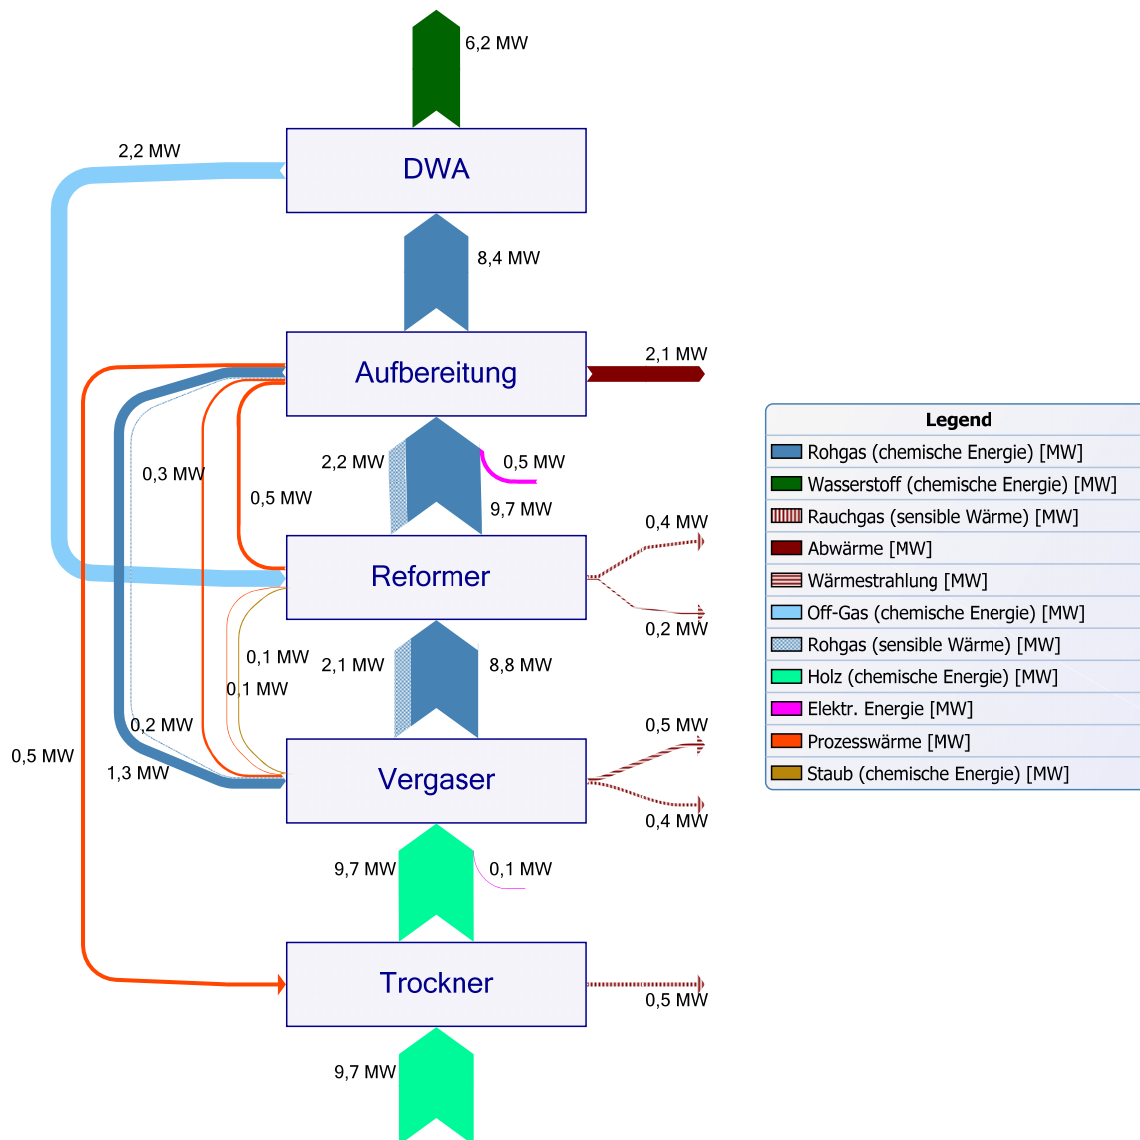 6,2 MW
2,2 MW
DWA
8,4 MW
2,1 MW
Aufbereitung
0,3 MW
2,2 MW
0,5 MW
0,5 MW
9,7 MW
0,4 MW
Reformer
0,2 MW
0,1 MW
2,1 MW
8,8 MW
0,1 MW
0,2 MW
0,5 MW
0,5 MW
1,3 MW
Vergaser
0,4 MW
9,7 MW
0,1 MW
Trockner
0,5 MW
9,7 MW
Legend
Rohgas (chemische Energie) [MW]
Wasserstoff (chemische Energie) [MW]
Rauchgas (sensible Wärme) [MW]
Abwärme [MW]
Wärmestrahlung [MW]
Off-Gas (chemische Energie) [MW]
Rohgas (sensible Wärme) [MW]
Holz (chemische Energie) [MW]
Elektr. Energie [MW]
Prozesswärme [MW]
Staub (chemische Energie) [MW]